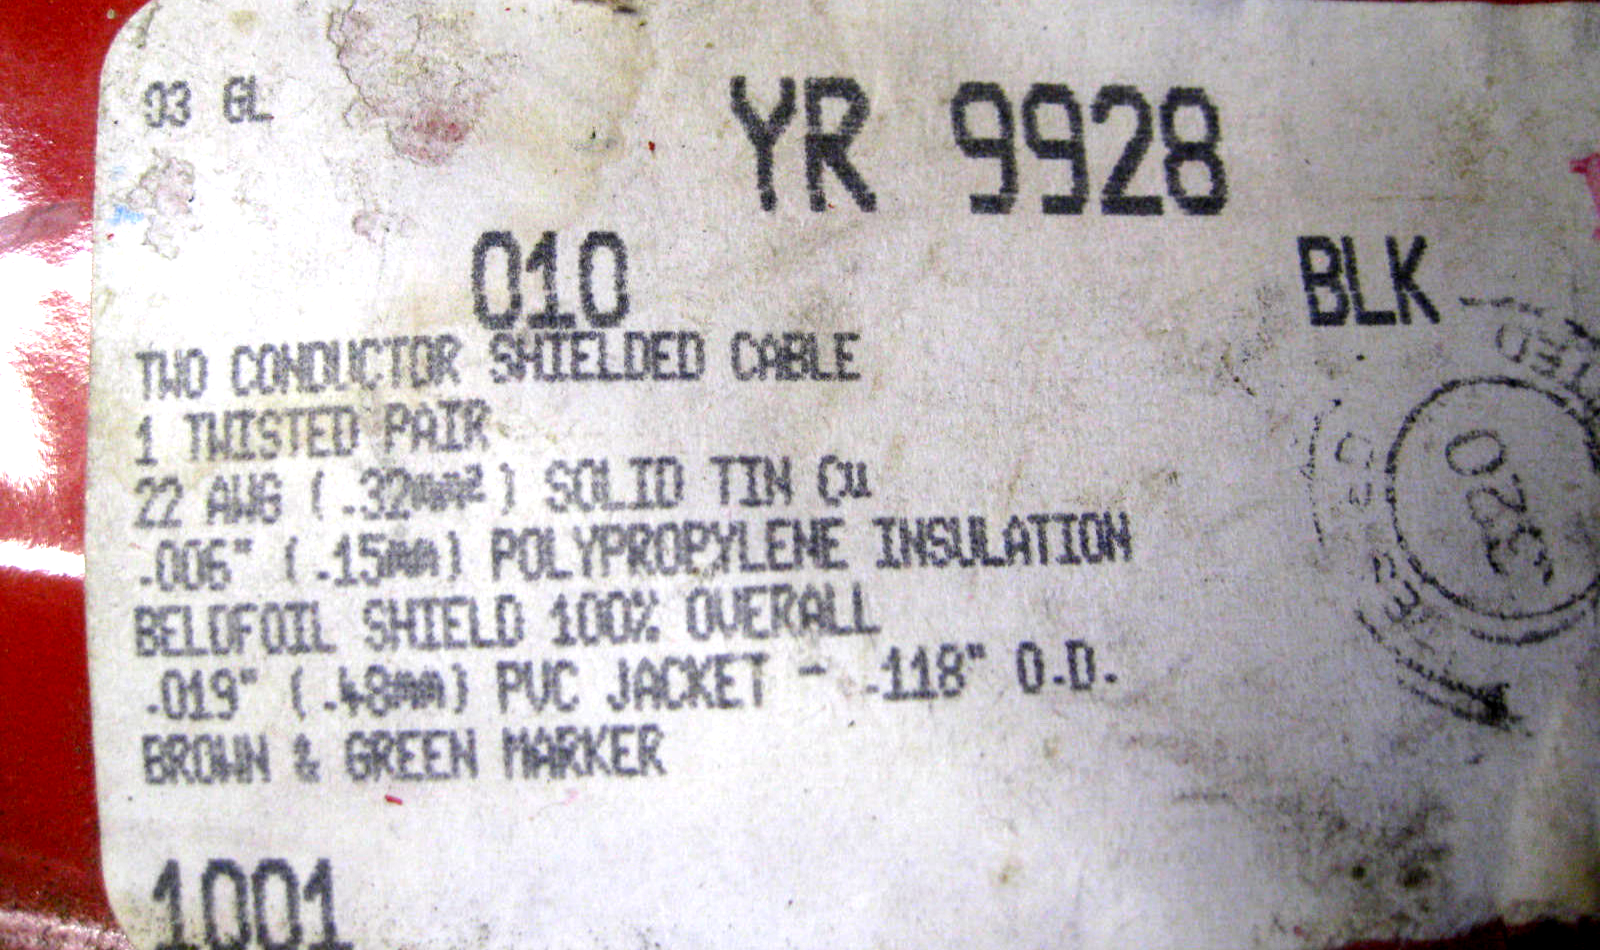 03 GL
YR 9928
010 BLK
TWO CONDUCTOR SHIELDED CABLE
1 TWISTED PAIR
22 AWG (.32mm²) SOLID TIN Cu
.006" (.15mm) POLYPROPYLENE INSULATION
BELDFOIL SHIELD 100% OVERALL
.019" (.48mm) PVC JACKET - .118" O.D.
BROWN & GREEN MARKER
1001
320